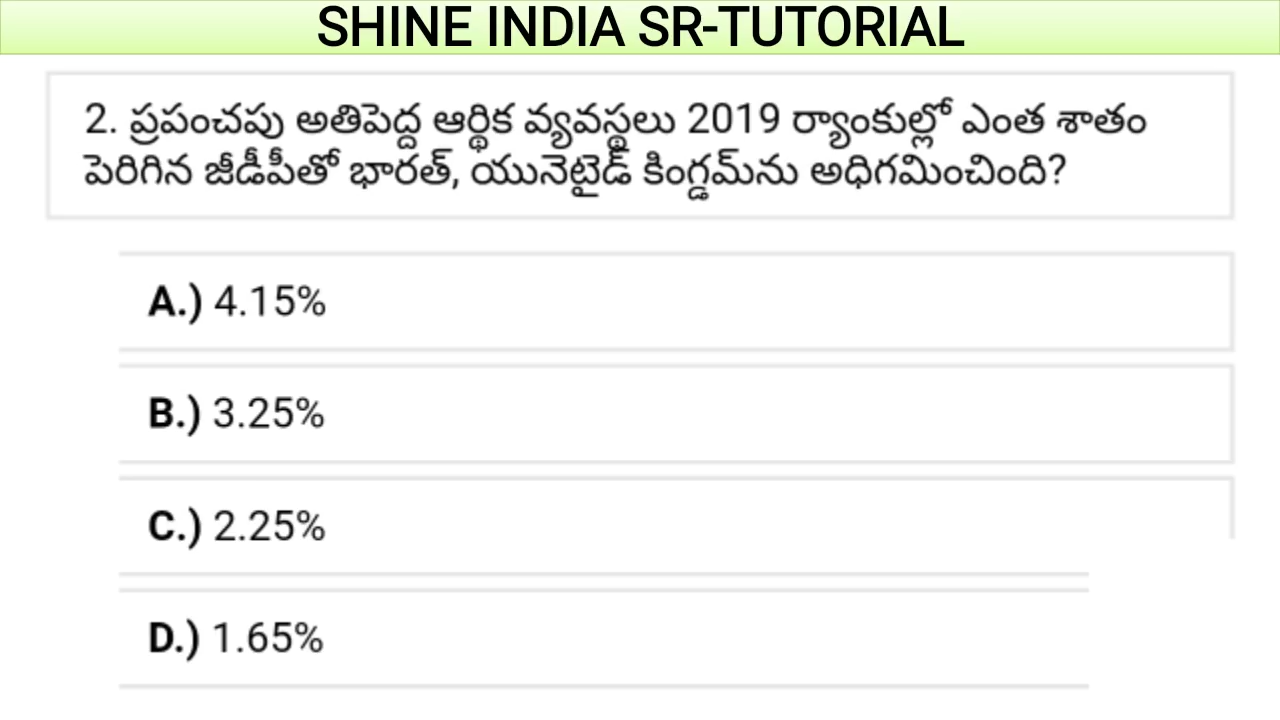 SHINE INDIA SR-TUTORIAL
2. ప్రపంచపు అతిపెద్ద ఆర్థిక వ్యవస్థలు 2019 ర్యాంకుల్లో ఎంత శాతం
పెరిగిన జీడీపీతో భారత్, యునెటైడ్ కింగ్డమ్‌ను అధిగమించింది?
A.) 4.15%
B.) 3.25%
C.) 2.25%
D.) 1.65%